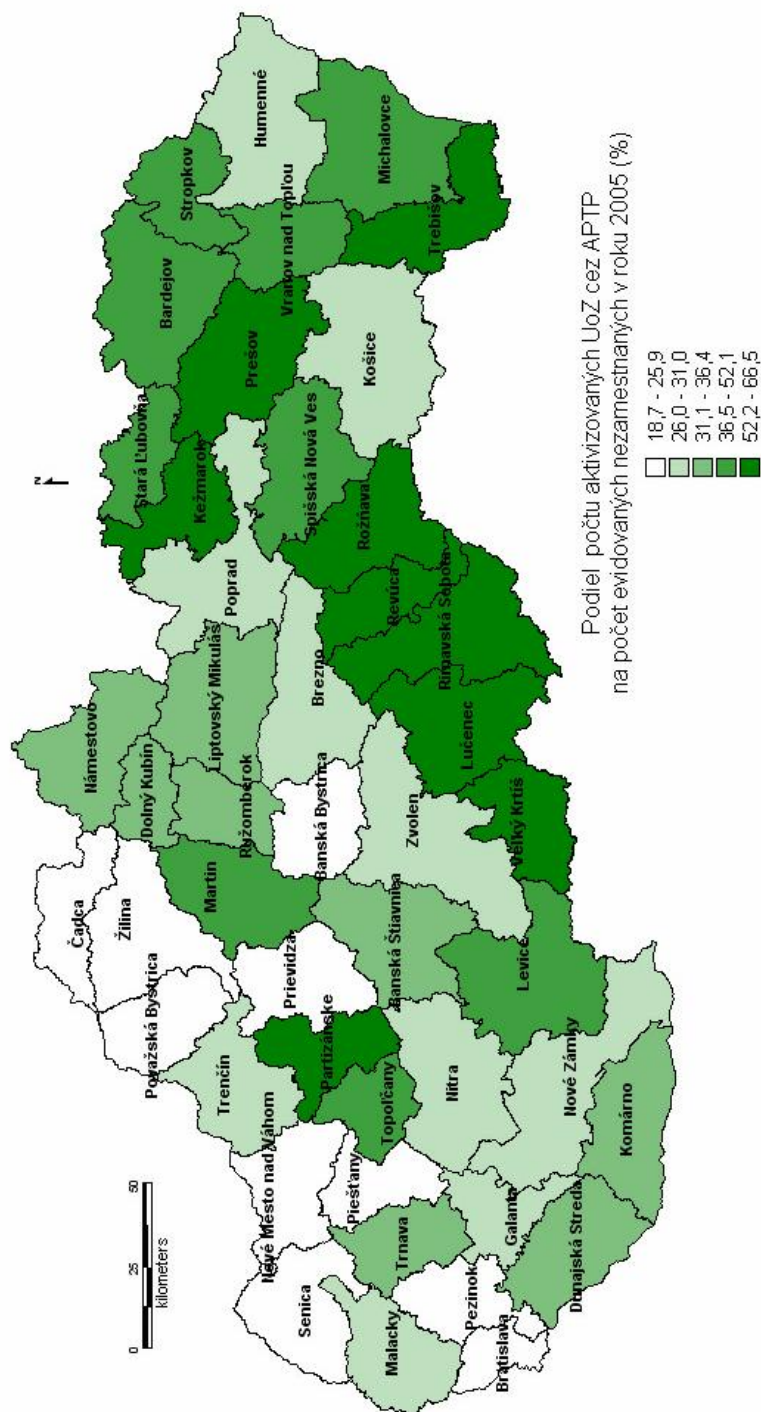 N
0 25 50
kilometers
Čadca
Námestovo
Žilina
Považská Bystrica
Dolný Kubín
Stará Ľubovňa
Bardejov
Stropkov
Humenné
Martin
Liptovský Mikuláš
Kežmarok
Trenčín
Ružomberok
Poprad
Prešov
Vranov nad Topľou
Nové Mesto nad Váhom
Prievidza
Spišská Nová Ves
Michalovce
Senica
Partizánske
Banská Bystrica
Brezno
Košice
Trebišov
Piešťany
Topoľčany
Rožňava
Malacky
Trnava
Banská Štiavnica
Zvolen
Revúca
Rimavská Sobota
Nitra
Lučenec
Pezinok
Galanta
Levice
Veľký Krtíš
Bratislava
Nové Zámky
Dunajská Streda
Komárno
Podiel počtu aktivizovaných UoZ cez APTP
na počet evidovaných nezamestnaných v roku 2005 (%)
18,7 - 25,9
26,0 - 31,0
31,1 - 36,4
36,5 - 52,1
52,2 - 66,5